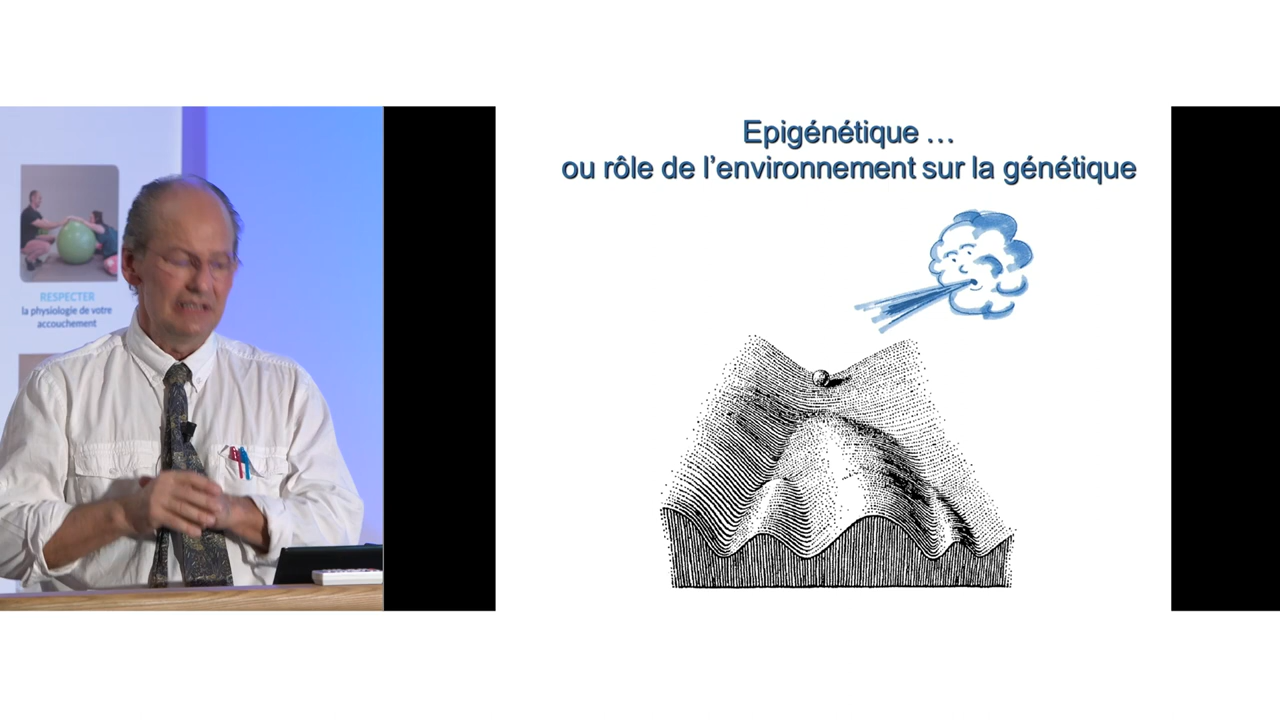 RESPECTER
la physiologie de votre
accouchement
Epigénétique …
ou rôle de l'environnement sur la génétique